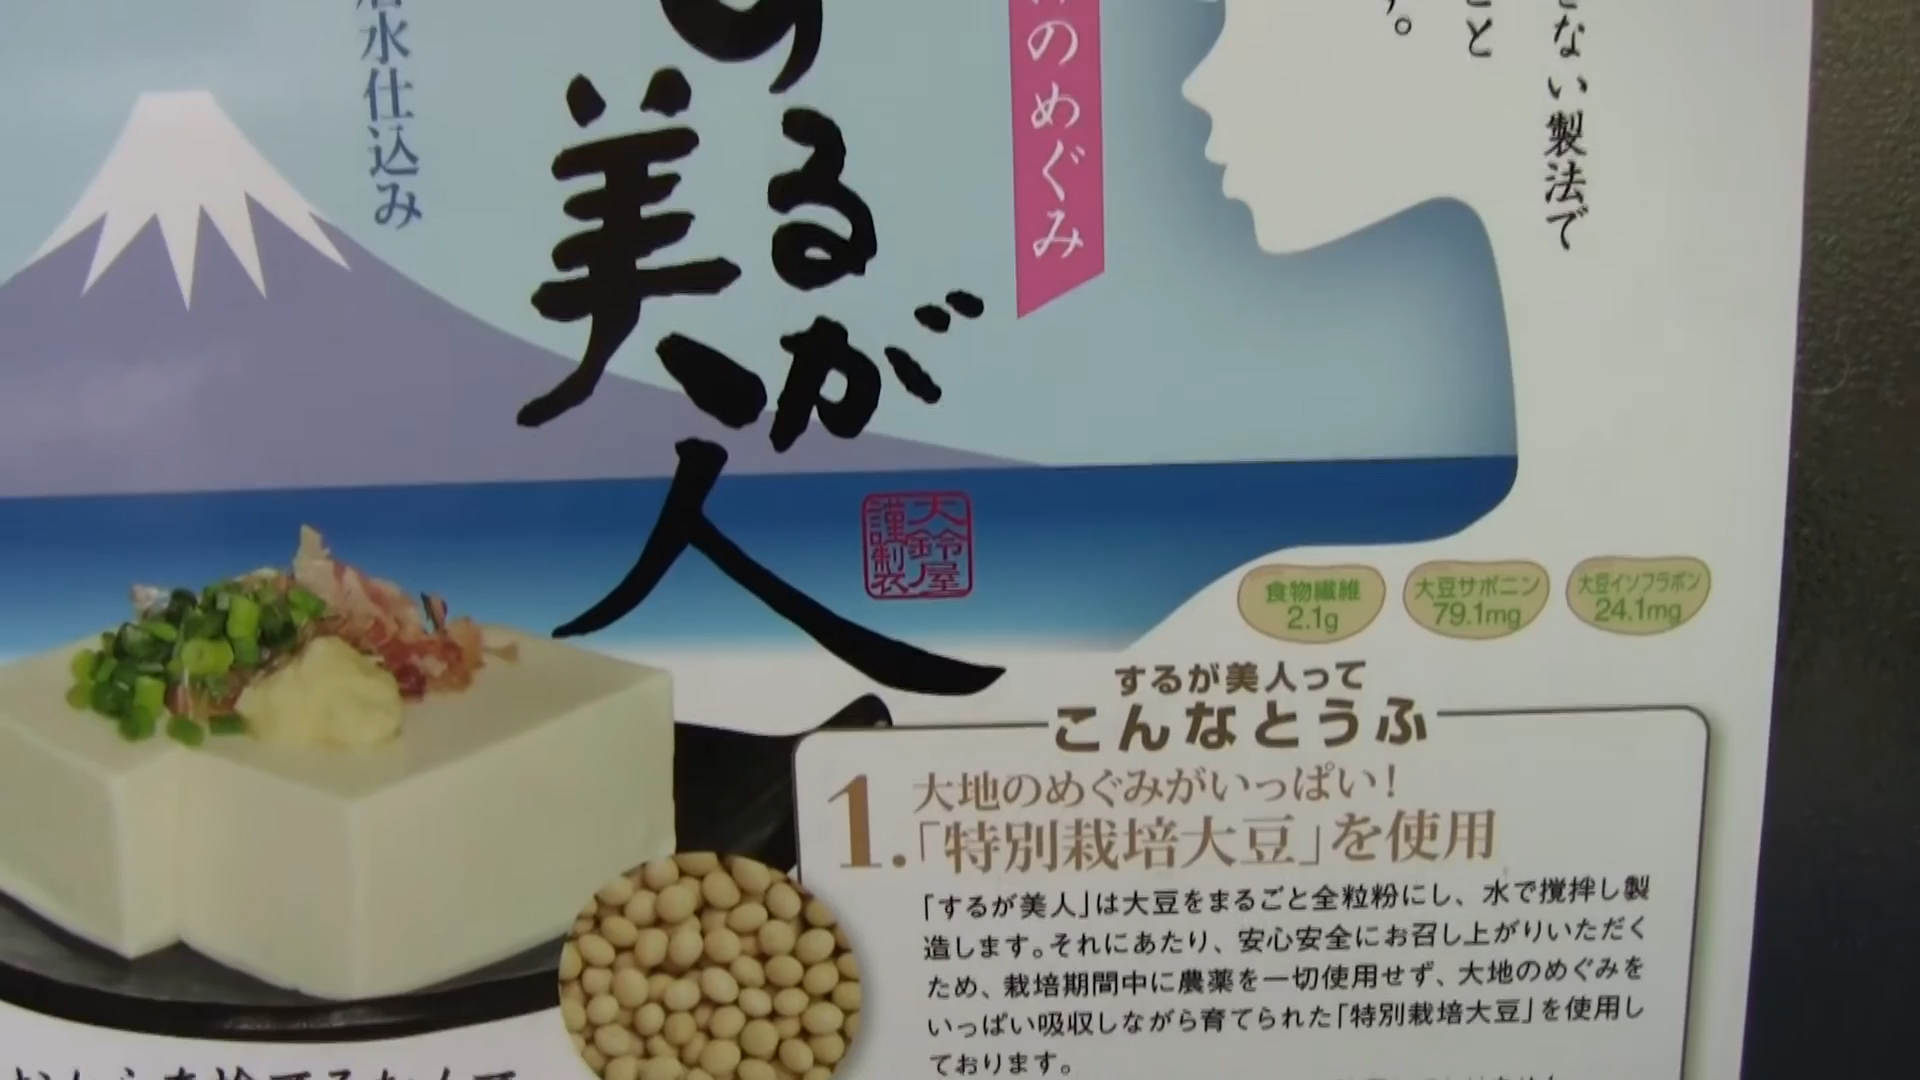 ない製法で
こと
す。
のめぐみ
するが
美人
水仕込み
大鈴屋
謹製
食物繊維
2.1g
大豆サポニン
79.1mg
大豆イソフラボン
24.1mg
するが美人って
こんなとうふ
1.大地のめぐみがいっぱい!
「特別栽培大豆」を使用
「するが美人」は大豆をまるごと全粒粉にし、水で撹拌し製
造します。それにあたり、安心安全にお召し上がりいただく
ため、栽培期間中に農薬を一切使用せず、大地のめぐみを
いっぱい吸収しながら育てられた「特別栽培大豆」を使用し
ております。